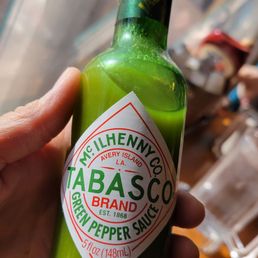 McILHENNY CO.
AVERY ISLAND
LA.
TABASCO
BRAND
EST. 1868
GREEN PEPPER SAUCE
5 fl oz (148mL)